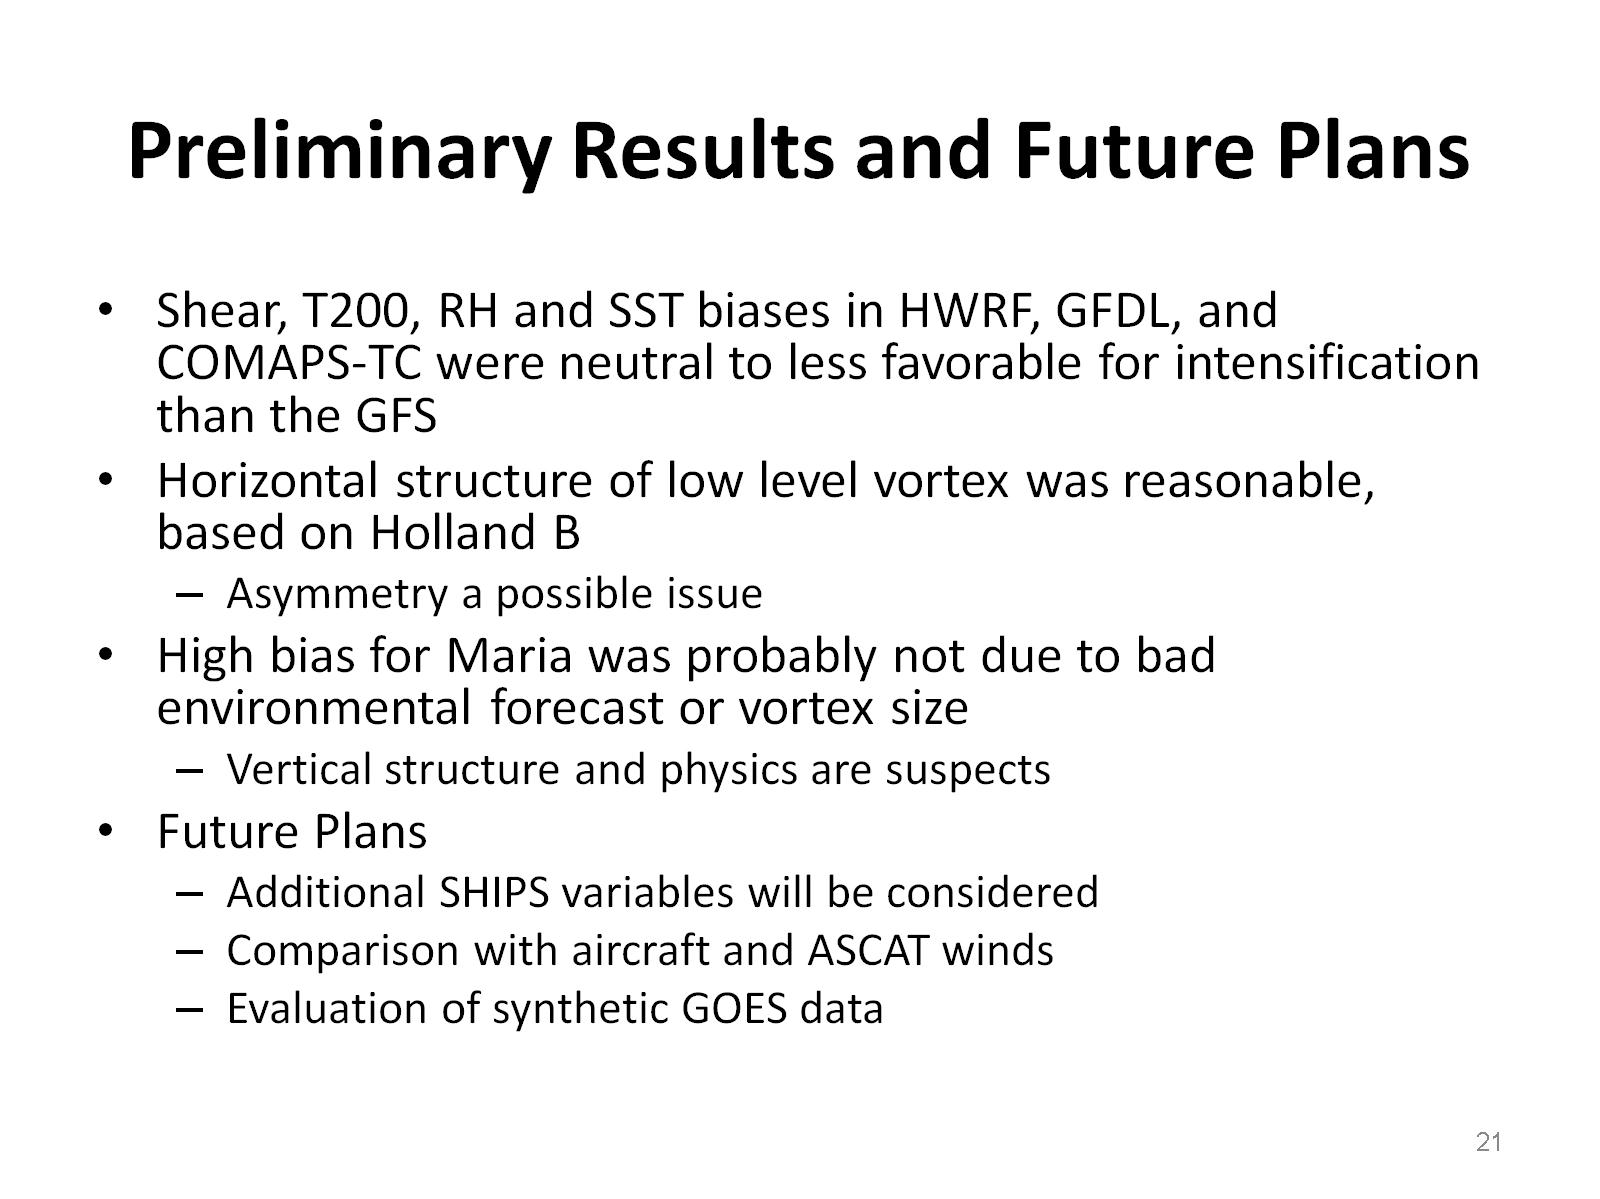 Preliminary Results and Future Plans
• Shear, T200, RH and SST biases in HWRF, GFDL, and
COMAPS-TC were neutral to less favorable for intensification
than the GFS
• Horizontal structure of low level vortex was reasonable,
based on Holland B
– Asymmetry a possible issue
• High bias for Maria was probably not due to bad
environmental forecast or vortex size
– Vertical structure and physics are suspects
• Future Plans
– Additional SHIPS variables will be considered
– Comparison with aircraft and ASCAT winds
– Evaluation of synthetic GOES data
21